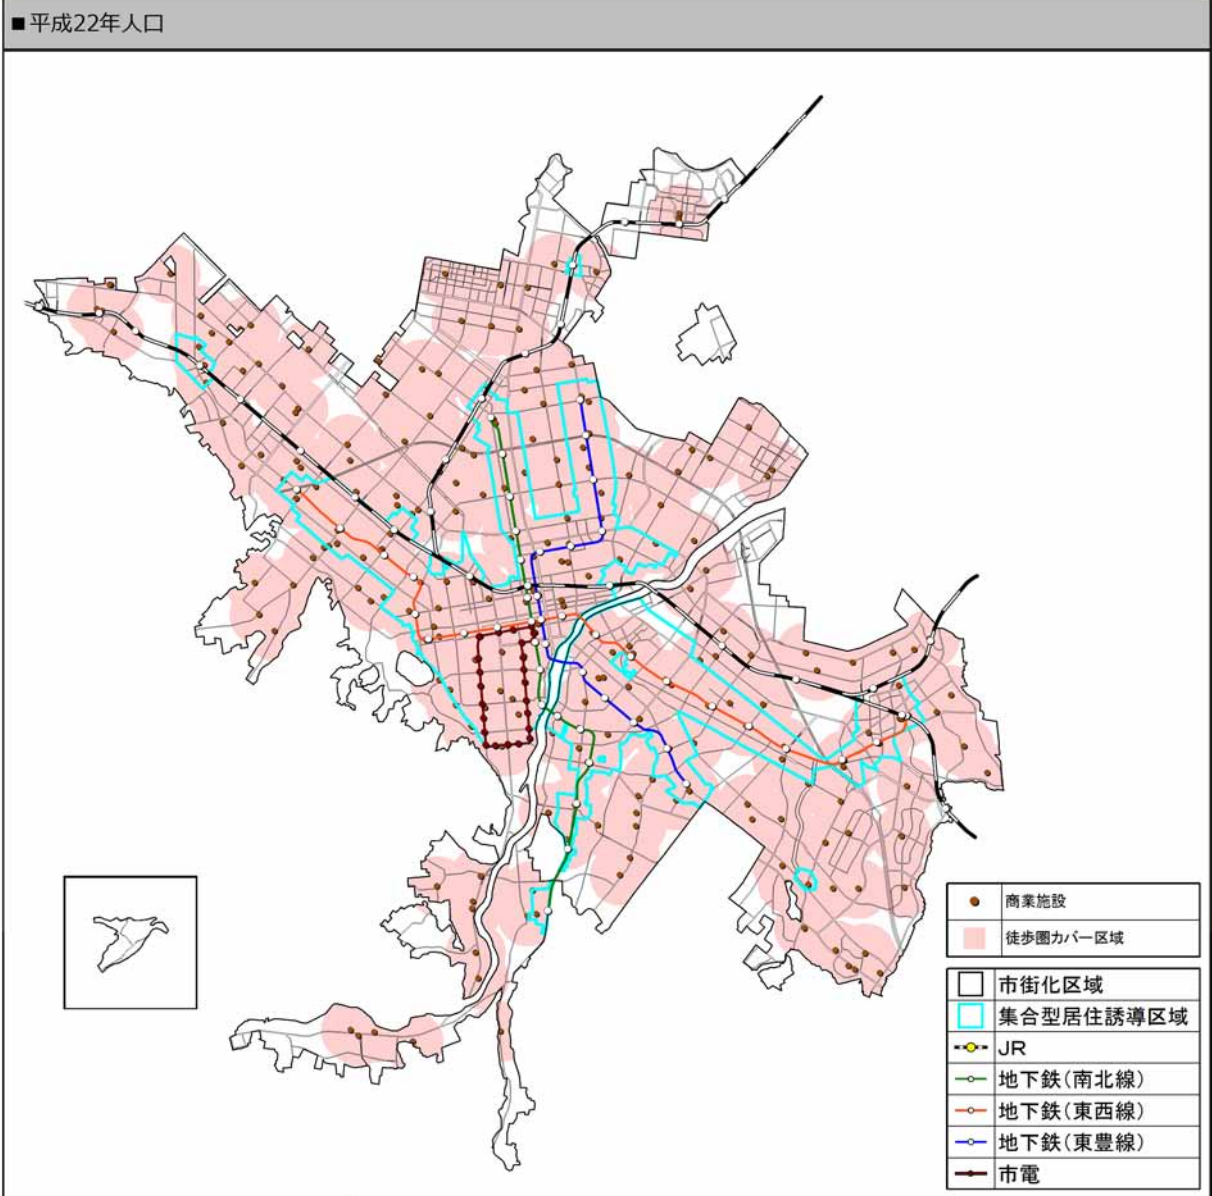 ■平成22年人口
商業施設
徒歩圏カバー区域
市街化区域
集合型居住誘導区域
JR
地下鉄(南北線)
地下鉄(東西線)
地下鉄(東豊線)
市電